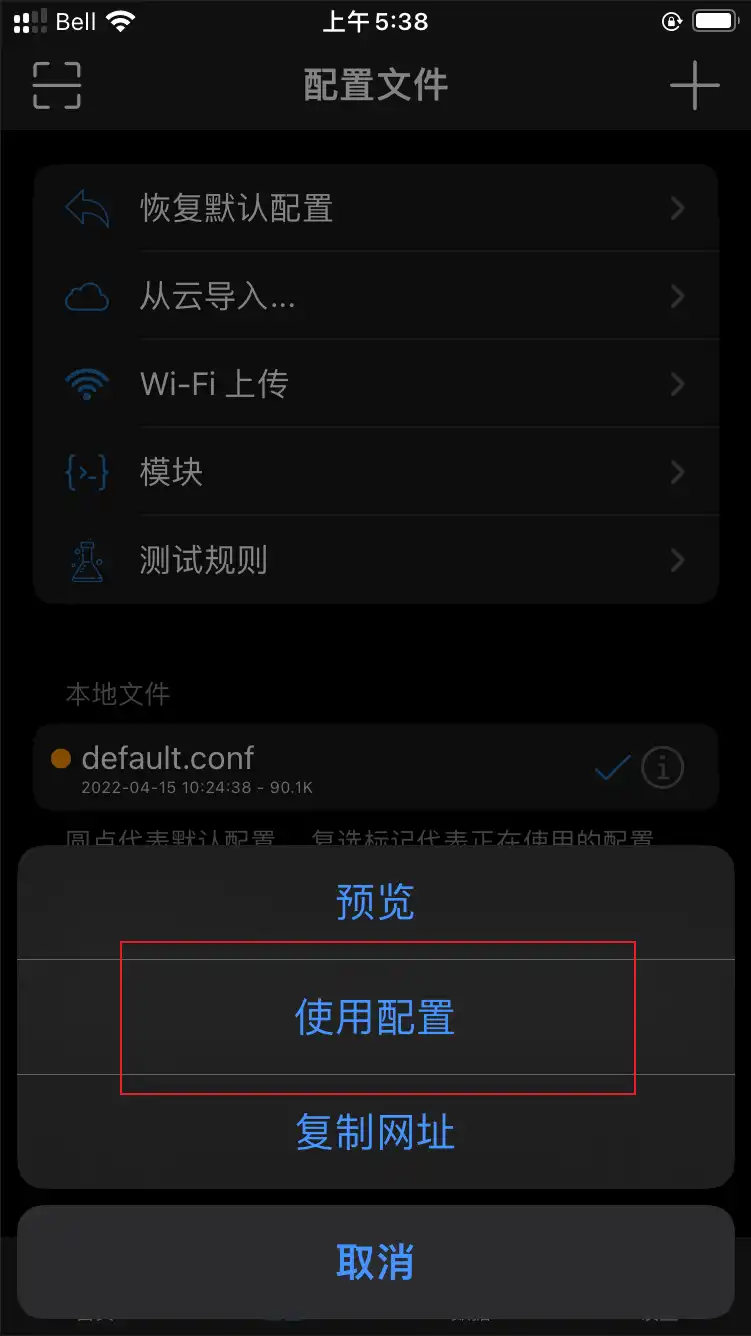 Bell 上午5:38
配置文件
恢复默认配置
从云导入...
Wi-Fi 上传
模块
测试规则
本地文件
default.conf
2022-04-15 10:24:38 - 90.1K
圆点代表默认配置 复选标记代表正在使用的配置
预览
使用配置
复制网址
取消